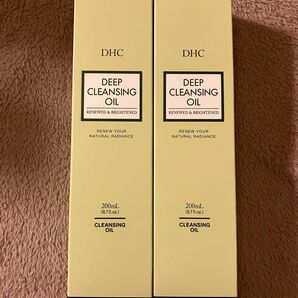 DHC
DEEP
CLEANSING
OIL
RENEWED & BRIGHTENED
RENEW YOUR
NATURAL RADIANCE
200mL
(6.7fl.oz.)
CLEANSING
OIL
DHC
DEEP
CLEANSING
OIL
RENEWED & BRIGHTENED
RENEW YOUR
NATURAL RADIANCE
200mL
(6.7fl.oz.)
CLEANSING
OIL